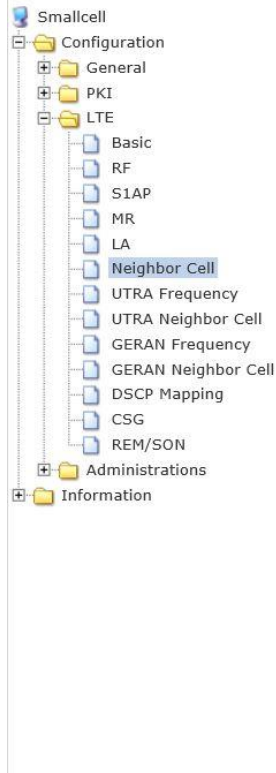 Smallcell
Configuration
General
PKI
LTE
Basic
RF
S1AP
MR
LA
Neighbor Cell
UTRA Frequency
UTRA Neighbor Cell
GERAN Frequency
GERAN Neighbor Cell
DSCP Mapping
CSG
REM/SON
Administrations
Information